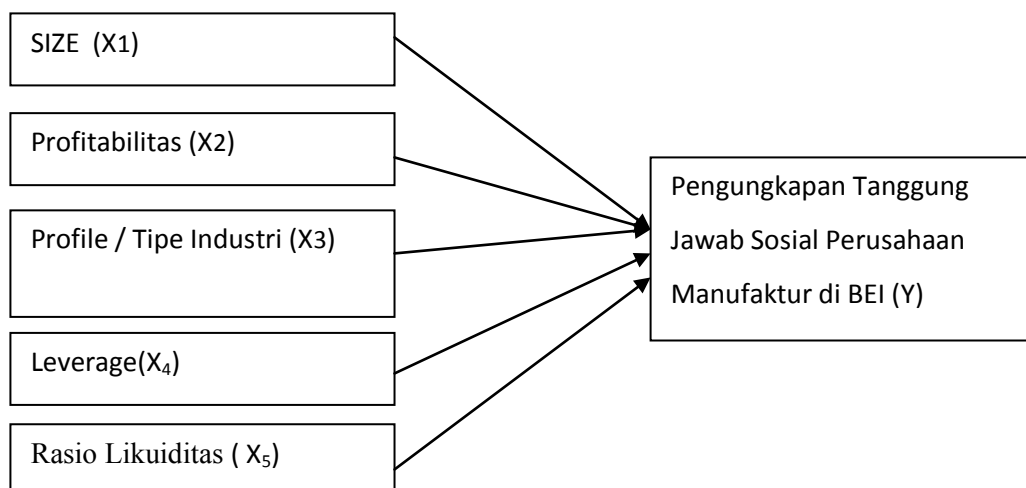 SIZE (X1)
Profitabilitas (X2)
Profile / Tipe Industri (X3)
Leverage(X₄)
Rasio Likuiditas ( X₅)
Pengungkapan Tanggung
Jawab Sosial Perusahaan
Manufaktur di BEI (Y)